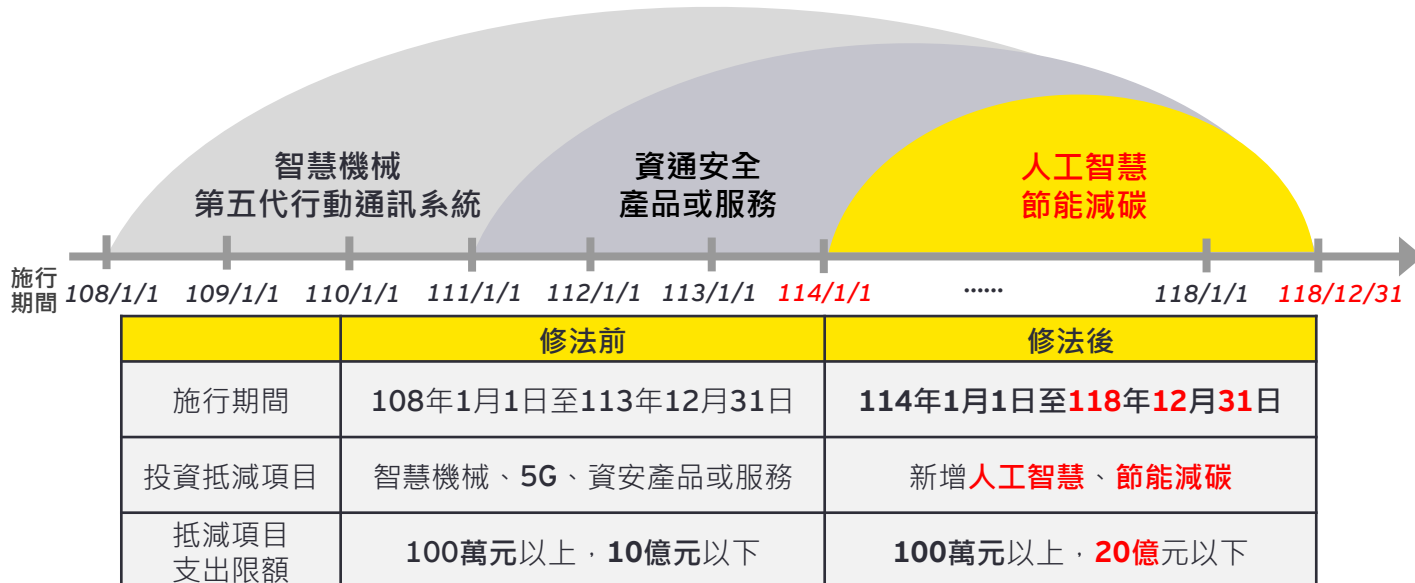 智慧機械
第五代行動通訊系統
資通安全
產品或服務
人工智慧
節能減碳
施行
期間
108/1/1 109/1/1 110/1/1 111/1/1 112/1/1 113/1/1 114/1/1 ...... 118/1/1 118/12/31
修法前 修法後
施行期間 108年1月1日至113年12月31日 114年1月1日至118年12月31日
投資抵減項目 智慧機械、5G、資安產品或服務 新增人工智慧、節能減碳
抵減項目
支出限額
100萬元以上，10億元以下 100萬元以上，20億元以下